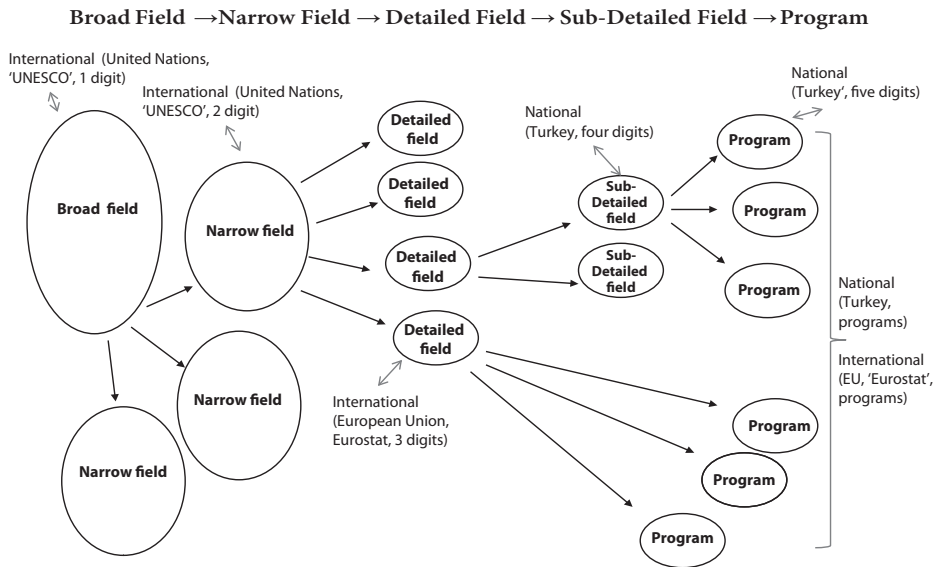 Broad Field → Narrow Field → Detailed Field → Sub-Detailed Field → Program
International (United Nations,
‘UNESCO’, 1 digit)
International (United Nations,
‘UNESCO’, 2 digit)
National
(Turkey, four digits)
National
(Turkey‘, five digits)
Broad field
Narrow field
Narrow field
Narrow field
Detailed
field
Detailed
field
Detailed
field
Detailed
field
International
(European Union,
Eurostat, 3 digits)
Sub-
Detailed
field
Sub-
Detailed
field
Program
Program
Program
Program
Program
Program
National
(Turkey,
programs)
International
(EU, ‘Eurostat’,
programs)